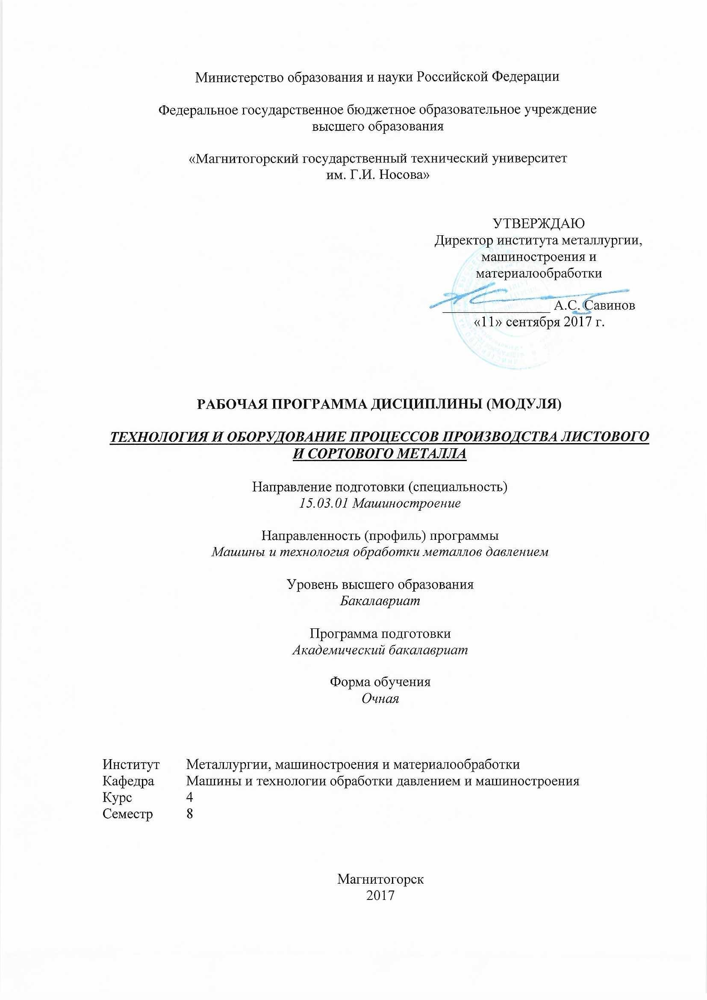 Министерство образования и науки Российской Федерации
Федеральное государственное бюджетное образовательное учреждение
высшего образования
«Магнитогорский государственный технический университет
им. Г.И. Носова»
УТВЕРЖДАЮ
Директор института металлургии,
машиностроения и
материалообработки
_______________ А.С. Савинов
«11» сентября 2017 г.
РАБОЧАЯ ПРОГРАММА ДИСЦИПЛИНЫ (МОДУЛЯ)
ТЕХНОЛОГИЯ И ОБОРУДОВАНИЕ ПРОЦЕССОВ ПРОИЗВОДСТВА ЛИСТОВОГО
И СОРТОВОГО МЕТАЛЛА
Направление подготовки (специальность)
15.03.01 Машиностроение
Направленность (профиль) программы
Машины и технология обработки металлов давлением
Уровень высшего образования
Бакалавриат
Программа подготовки
Академический бакалавриат
Форма обучения
Очная
Институт Металлургии, машиностроения и материалообработки
Кафедра Машины и технологии обработки давлением и машиностроения
Курс 4
Семестр 8
Магнитогорск
2017